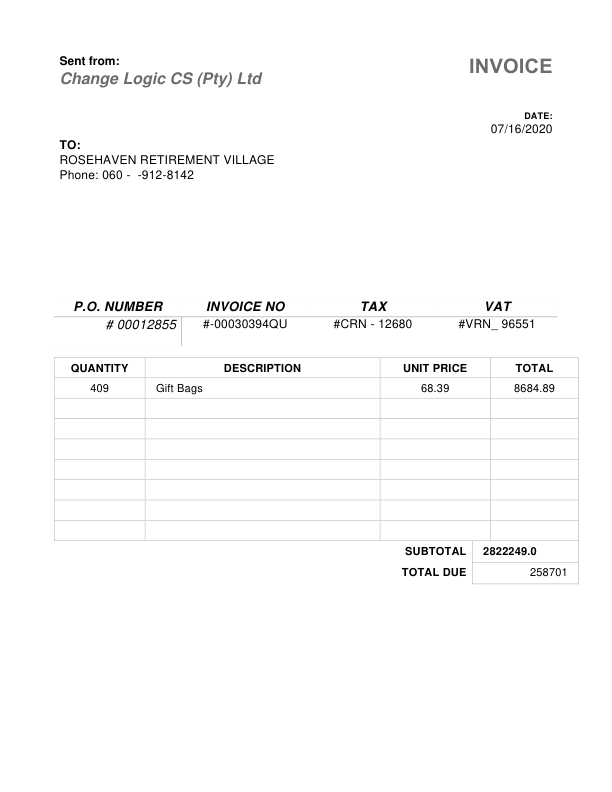 Sent from:
Change Logic CS (Pty) Ltd
INVOICE
DATE:
07/16/2020
TO:
ROSEHAVEN RETIREMENT VILLAGE
Phone: 060 -  -912-8142
P.O. NUMBER INVOICE NO TAX VAT
# 00012855 #-00030394QU #CRN - 12680 #VRN_ 96551
QUANTITY DESCRIPTION UNIT PRICE TOTAL
409 Gift Bags 68.39 8684.89
SUBTOTAL 2822249.0
TOTAL DUE 258701